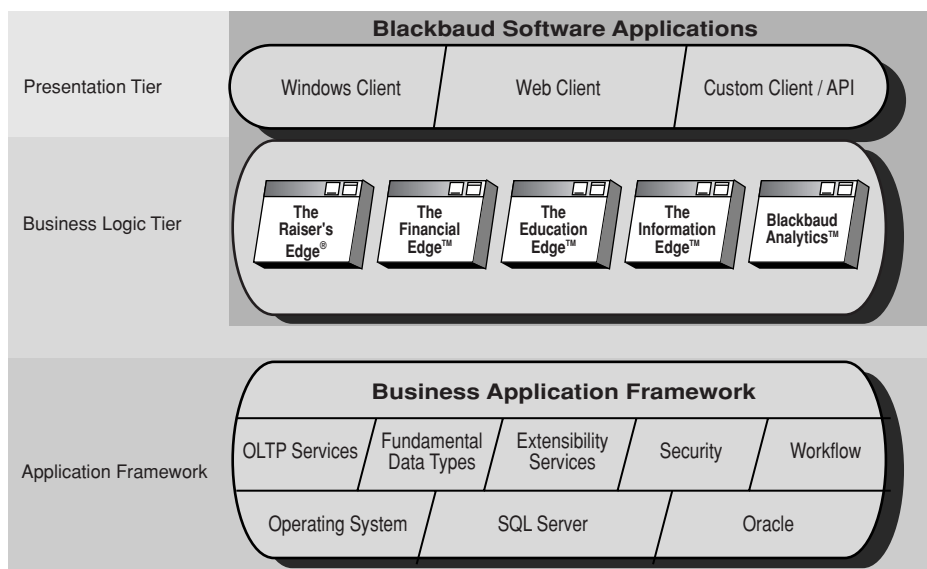 Blackbaud Software Applications
Presentation Tier
Windows Client
Web Client
Custom Client / API
Business Logic Tier
The
Raiser's
Edge®
The
Financial
Edge™
The
Education
Edge™
The
Information
Edge™
Blackbaud
Analytics™
Application Framework
Business Application Framework
OLTP Services
Fundamental
Data Types
Extensibility
Services
Security
Workflow
Operating System
SQL Server
Oracle